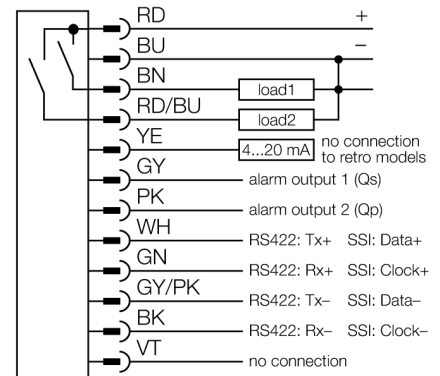 RD +
BU –
BN load1
RD/BU load2
YE 4...20 mA no connection
to retro models
GY alarm output 1 (Qs)
PK alarm output 2 (Qp)
WH RS422: Tx+ SSI: Data+
GN RS422: Rx+ SSI: Clock+
GY/PK RS422: Tx– SSI: Data–
BK RS422: Rx– SSI: Clock–
VT no connection